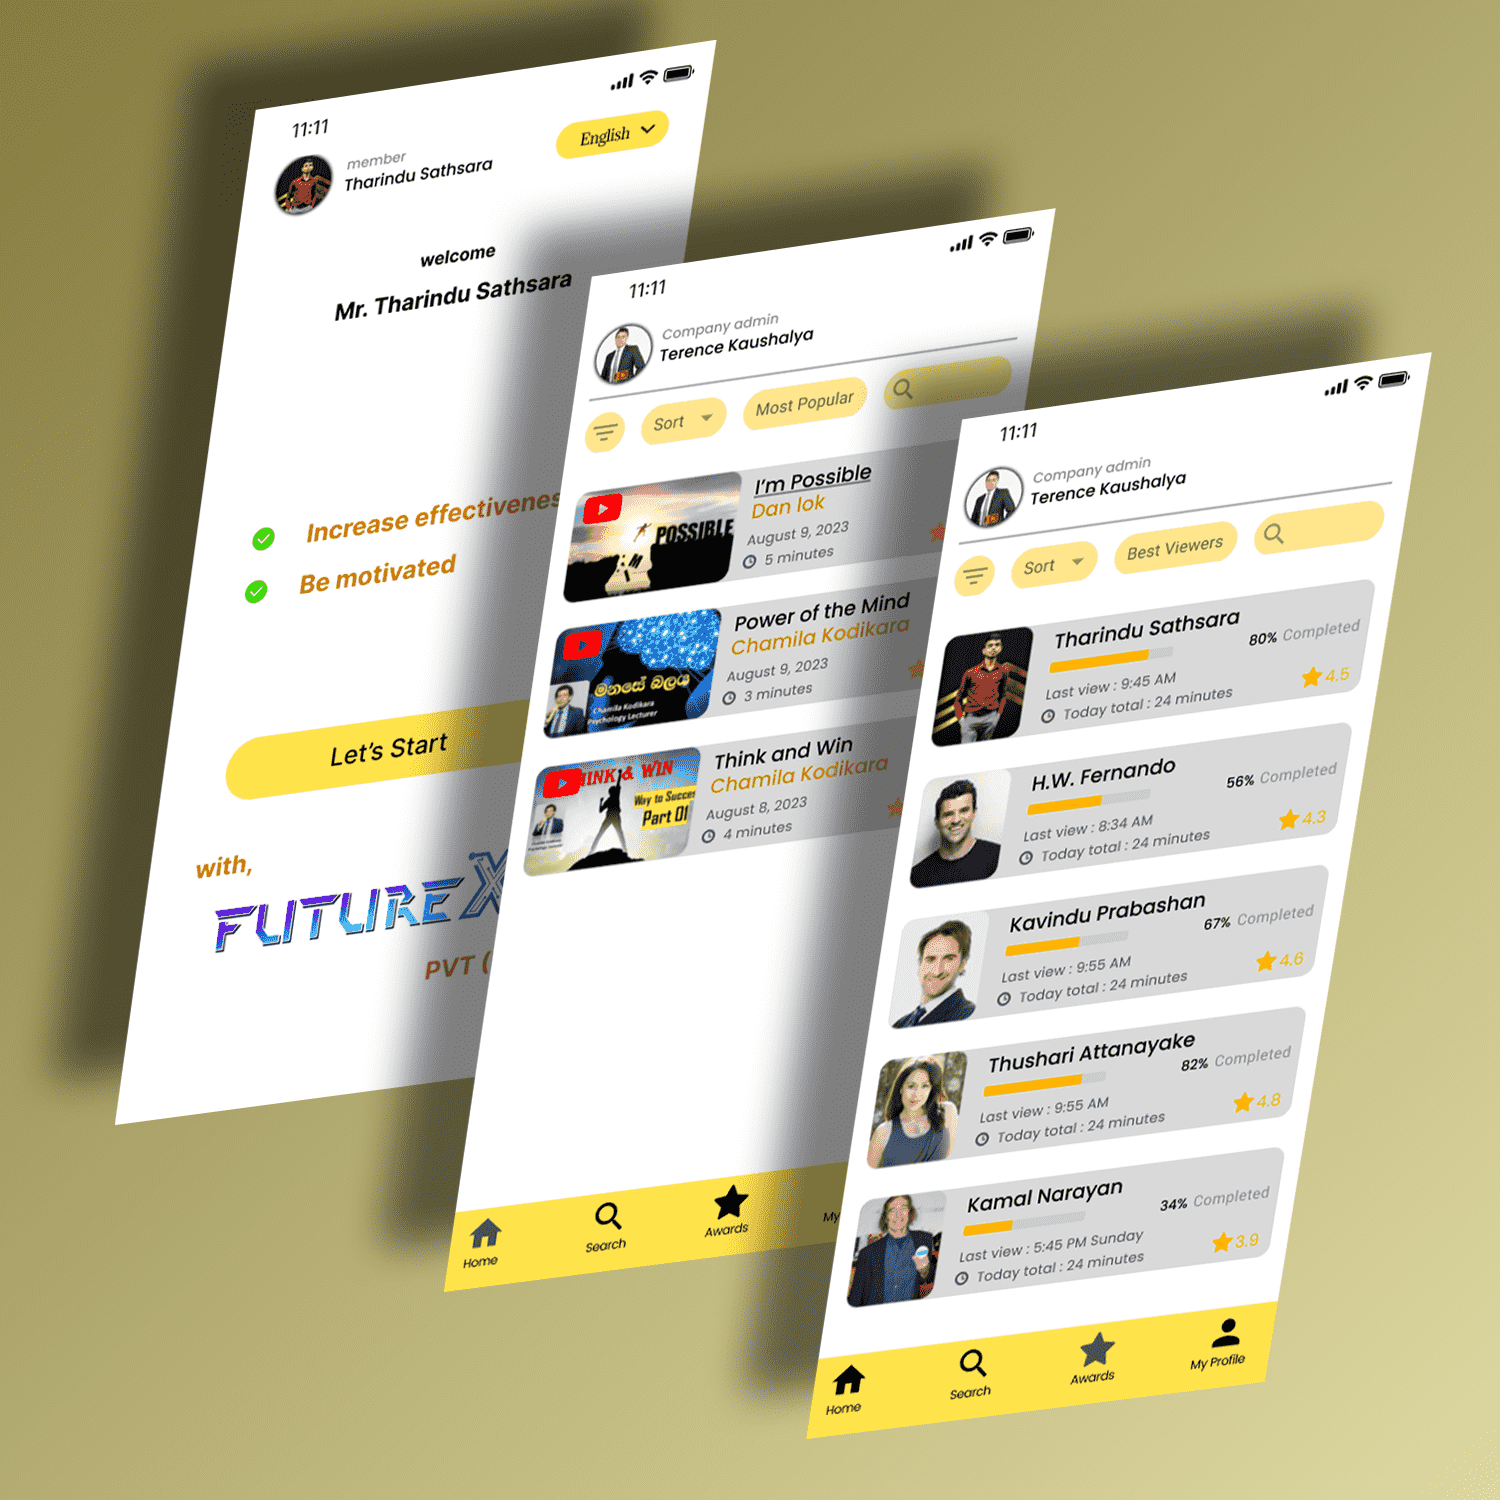 11:11
member
Tharindu Sathsara
English
welcome
Mr. Tharindu Sathsara
Increase
Be motivated
Let's Start
with,
FUTURE X
PVT (
11:11
Company admin
Terence Kaushalya
Sort
Most Popular
I'm Possible
Dan lok
August 9, 2023
5 minutes
POSSIBLE
Power of the Mind
Chamila Kodikara
August 9, 2023
3 minutes
මනසේ බලය
Chamila Kodikara
Psychology Lecturer
Think and Win
Chamila Kodikara
August 8, 2023
4 minutes
& WIN
Way to
Part 01
Home
Search
Awards
My
11:11
Company admin
Terence Kaushalya
Sort
Best Viewers
Tharindu Sathsara
80% Completed
Last view : 9:45 AM
4.5
Today total : 24 minutes
H.W. Fernando
56% Completed
Last view : 8:34 AM
4.3
Today total : 24 minutes
Kavindu Prabashan
67% Completed
Last view : 9:55 AM
4.6
Today total : 24 minutes
Thushari Attanayake
82% Completed
Last view : 9:55 AM
4.8
Today total : 24 minutes
Kamal Narayan
34% Completed
Last view : 5:45 PM Sunday
3.9
Today total : 24 minutes
Home
Search
Awards
My Profile